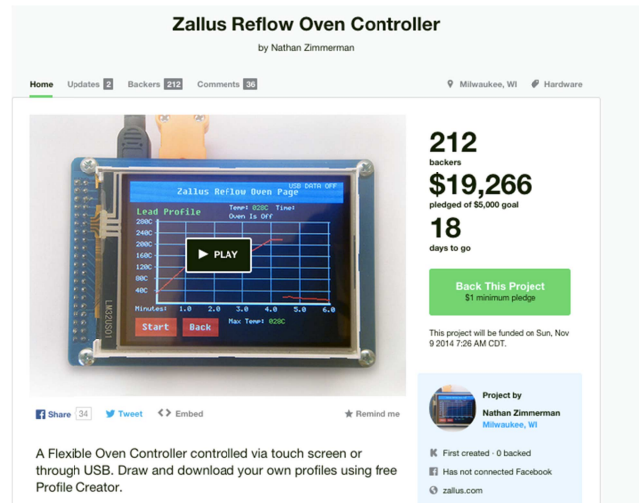 Zallus Reflow Oven Controller
by Nathan Zimmerman
Home Updates 2 Backers 212 Comments 36
Milwaukee, WI Hardware
USB DATA OFF
Zallus Reflow Oven Page
Lead Profile
Temp: 028C Time:
Oven Is Off
280C
240C
200C
160C
120C
80C
40C
PLAY
Minutes: 1.0 2.0 3.0 4.0 5.0 6.0
Start Back
Max Temp: 028C
LM32US01
212
backers
$19,266
pledged of $5,000 goal
18
days to go
Back This Project
$1 minimum pledge
This project will be funded on Sun, Nov
9 2014 7:26 AM CDT.
Share 34 Tweet Embed
Remind me
A Flexible Oven Controller controlled via touch screen or
through USB. Draw and download your own profiles using free
Profile Creator.
Project by
Nathan Zimmerman
Milwaukee, WI
K First created · 0 backed
Has not connected Facebook
zallus.com